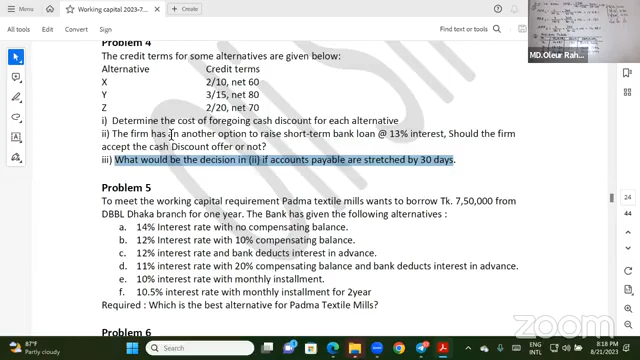 Menu
Working capital 2023-7...
Create
Sign in
MD.Oleur Rah...
Problem 4
The credit terms for some alternatives are given below:
Alternative Credit terms
X 2/10, net 60
Y 3/15, net 80
Z 2/20, net 70
i) Determine the cost of foregoing cash discount for each alternative
ii) The firm has an another option to raise short-term bank loan @ 13% interest, Should the firm
accept the cash Discount offer or not?
iii) What would be the decision in (ii) if accounts payable are stretched by 30 days.
Problem 5
To meet the working capital requirement Padma textile mills wants to borrow Tk. 7,50,000 from
DBBL Dhaka branch for one year. The Bank has given the following alternatives :
a. 14% Interest rate with no compensating balance.
b. 12% Interest rate with 10% compensating balance.
c. 12% interest rate and bank deducts interest in advance.
d. 11% interest rate with 20% compensating balance and bank deducts interest in advance.
e. 10% interest rate with monthly installment.
f. 10.5% interest rate with monthly installment for 2year
Required : Which is the best alternative for Padma Textile Mills?
Problem 6
24
44
zoom
87°F
Partly cloudy
Search
ENG
INTL
8:18 PM
8/21/2023